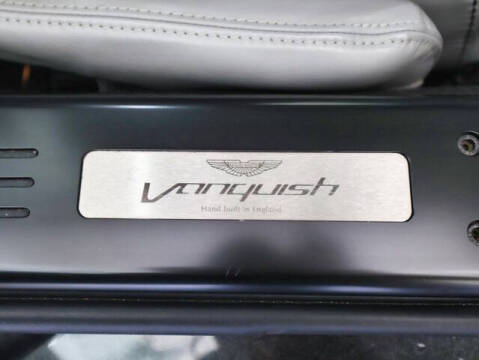 Vanquish
Hand built in England